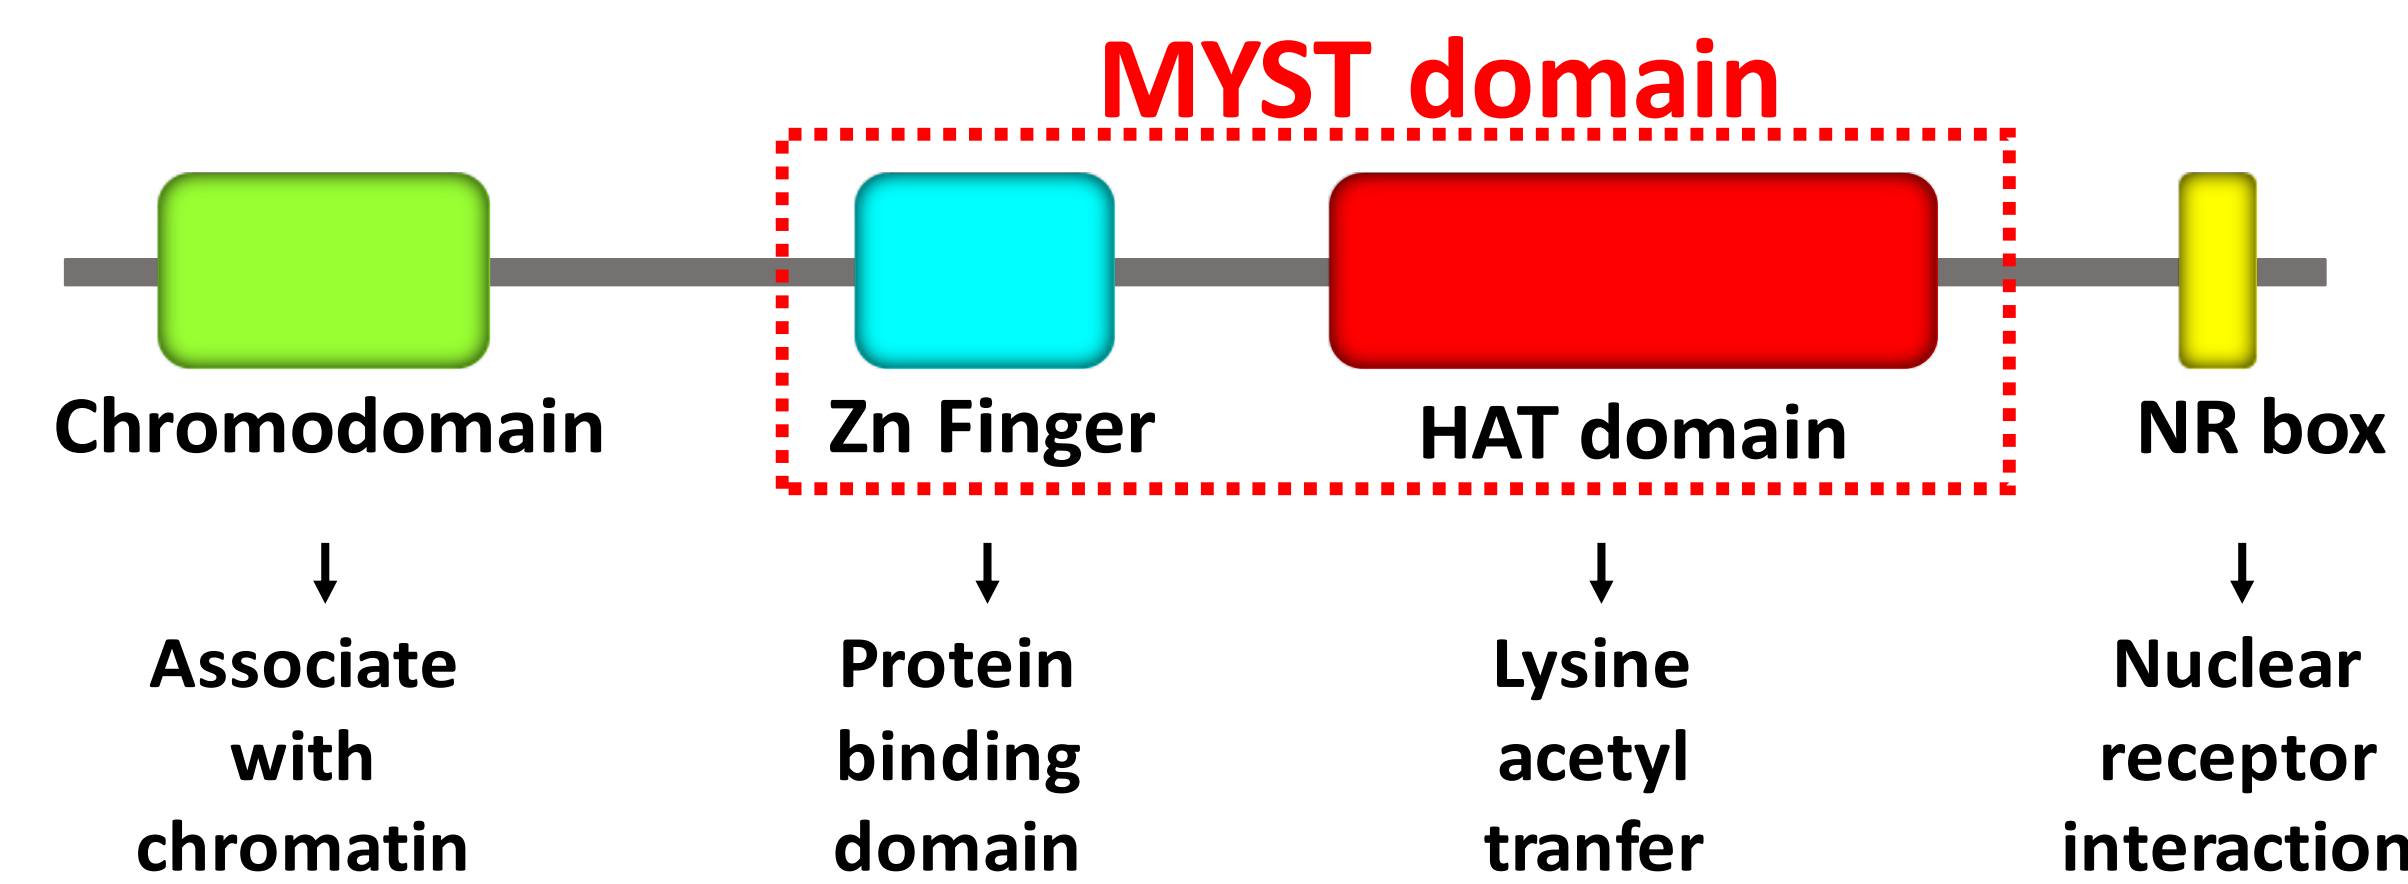 MYST domain
Chromodomain
Zn Finger
HAT domain
NR box
Associate
with
chromatin
Protein
binding
domain
Lysine
acetyl
tranfer
Nuclear
receptor
interaction